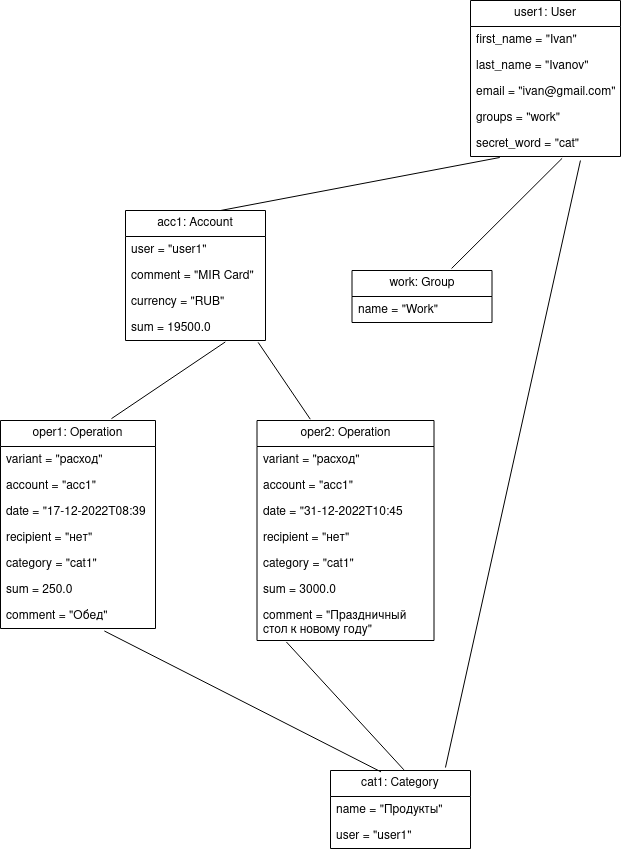 user1: User
first_name = "Ivan"
last_name = "Ivanov"
email = "ivan@gmail.com"
groups = "work"
secret_word = "cat"
acc1: Account
user = "user1"
comment = "MIR Card"
currency = "RUB"
sum = 19500.0
work: Group
name = "Work"
oper1: Operation
variant = "расход"
account = "acc1"
date = "17-12-2022T08:39
recipient = "нет"
category = "cat1"
sum = 250.0
comment = "Обед"
oper2: Operation
variant = "расход"
account = "acc1"
date = "31-12-2022T10:45
recipient = "нет"
category = "cat1"
sum = 3000.0
comment = "Праздничный
стол к новому году"
cat1: Category
name = "Продукты"
user = "user1"